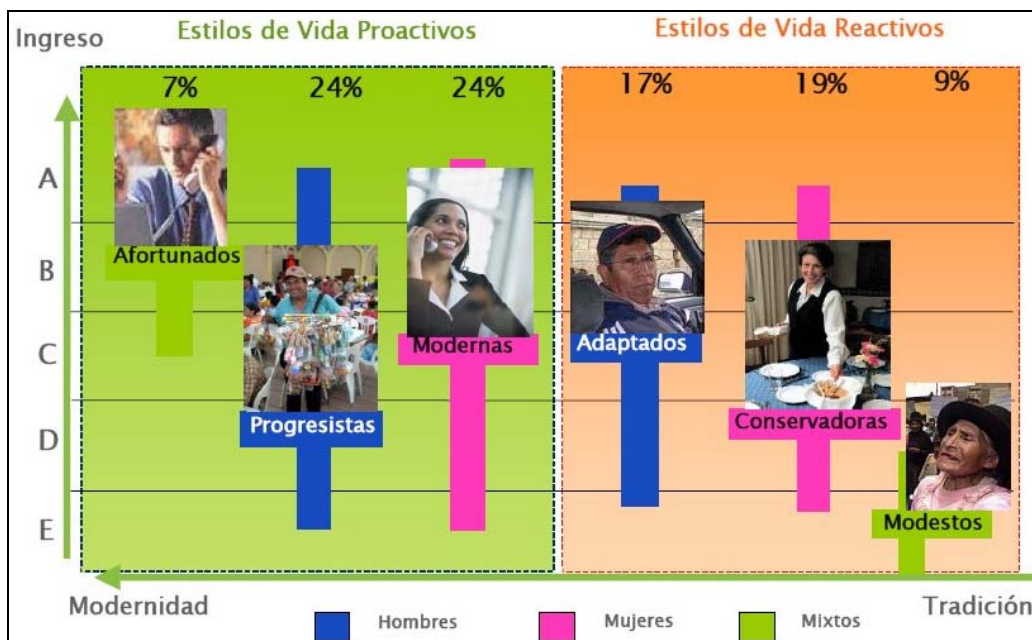 Ingreso
Estilos de Vida Proactivos
Estilos de Vida Reactivos
7%
24%
24%
17%
19%
9%
A
B
C
D
E
Afortunados
Progresistas
Modernas
Adaptados
Conservadoras
Modestos
Modernidad
Tradición
Hombres
Mujeres
Mixtos